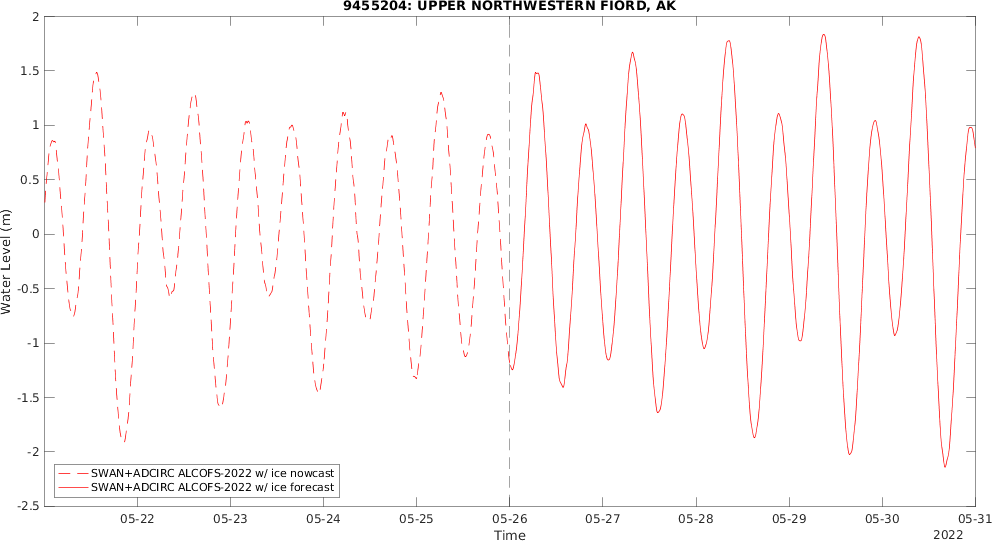 9455204: UPPER NORTHWESTERN FIORD, AK
2
1.5
1
0.5
0
-0.5
-1
-1.5
-2
-2.5
Water Level (m)
SWAN+ADCIRC ALCOFS-2022 w/ ice nowcast
SWAN+ADCIRC ALCOFS-2022 w/ ice forecast
05-22 05-23 05-24 05-25 05-26 05-27 05-28 05-29 05-30 05-31
Time
2022